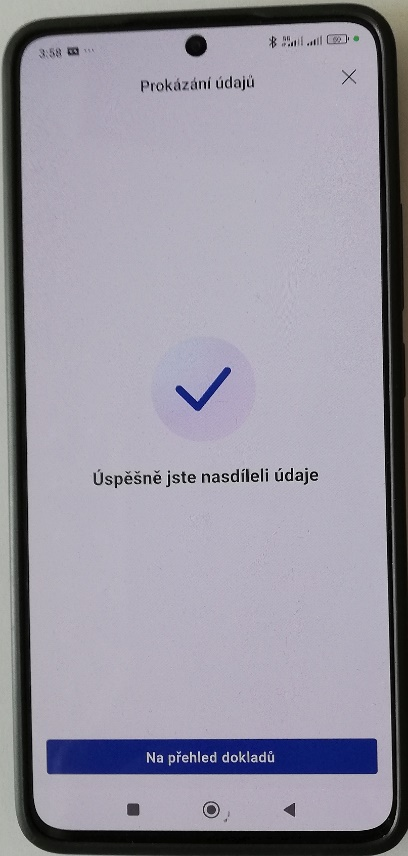 3:58
Prokázání údajů
Úspěšně jste nasdíleli údaje
Na přehled dokladů